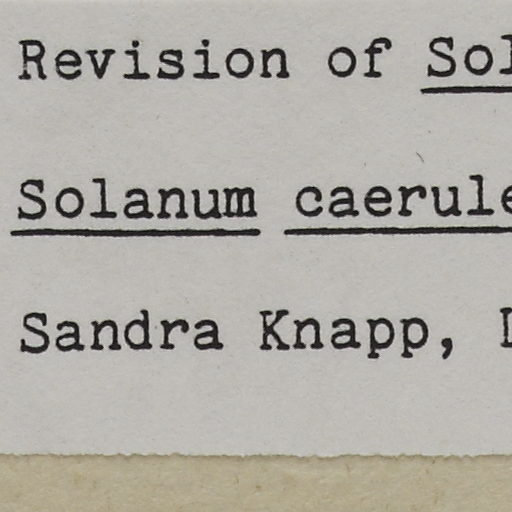 Revision of Sol
Solanum caerule
Sandra Knapp,